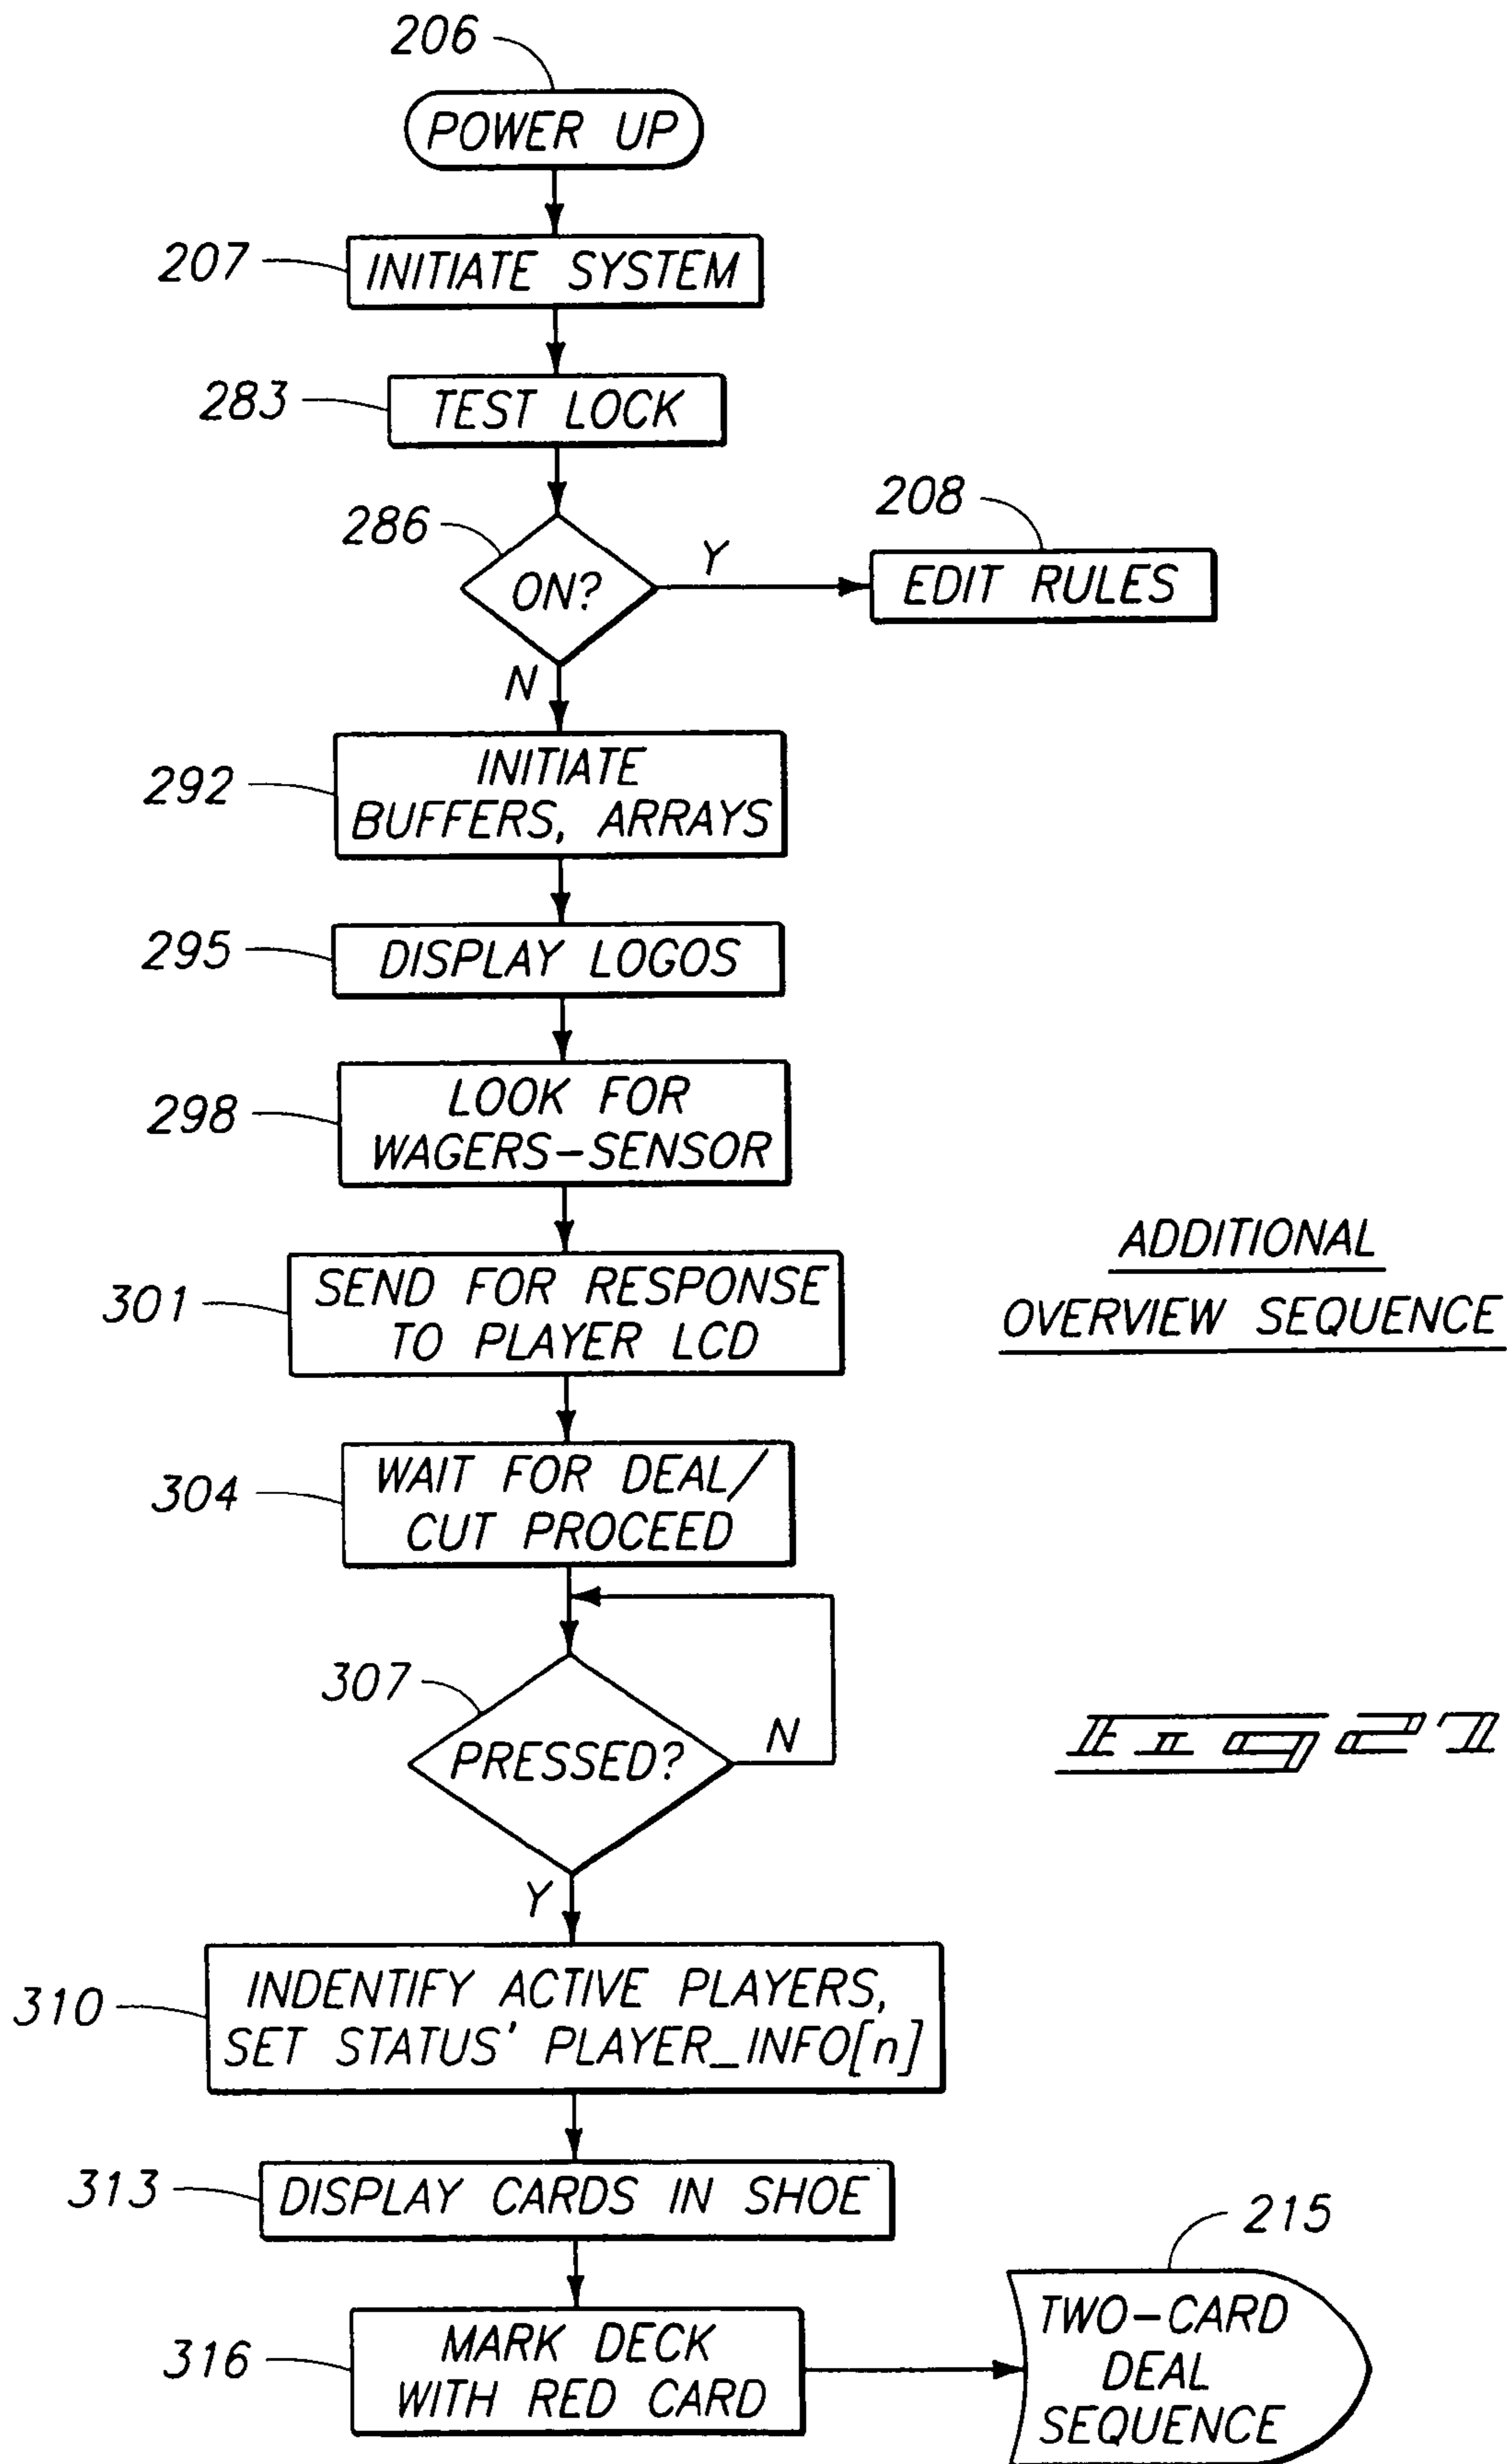 206
POWER UP
207
INITIATE SYSTEM
283
TEST LOCK
286
ON?
Y
208
EDIT RULES
N
292
INITIATE
BUFFERS, ARRAYS
295
DISPLAY LOGOS
298
LOOK FOR
WAGERS-SENSOR
301
SEND FOR RESPONSE
TO PLAYER LCD
ADDITIONAL
OVERVIEW SEQUENCE
304
WAIT FOR DEAL/
CUT PROCEED
307
PRESSED?
N
FIG 27
Y
310
INDENTIFY ACTIVE PLAYERS,
SET STATUS' PLAYER_INFO[n]
313
DISPLAY CARDS IN SHOE
316
MARK DECK
WITH RED CARD
215
TWO-CARD
DEAL
SEQUENCE